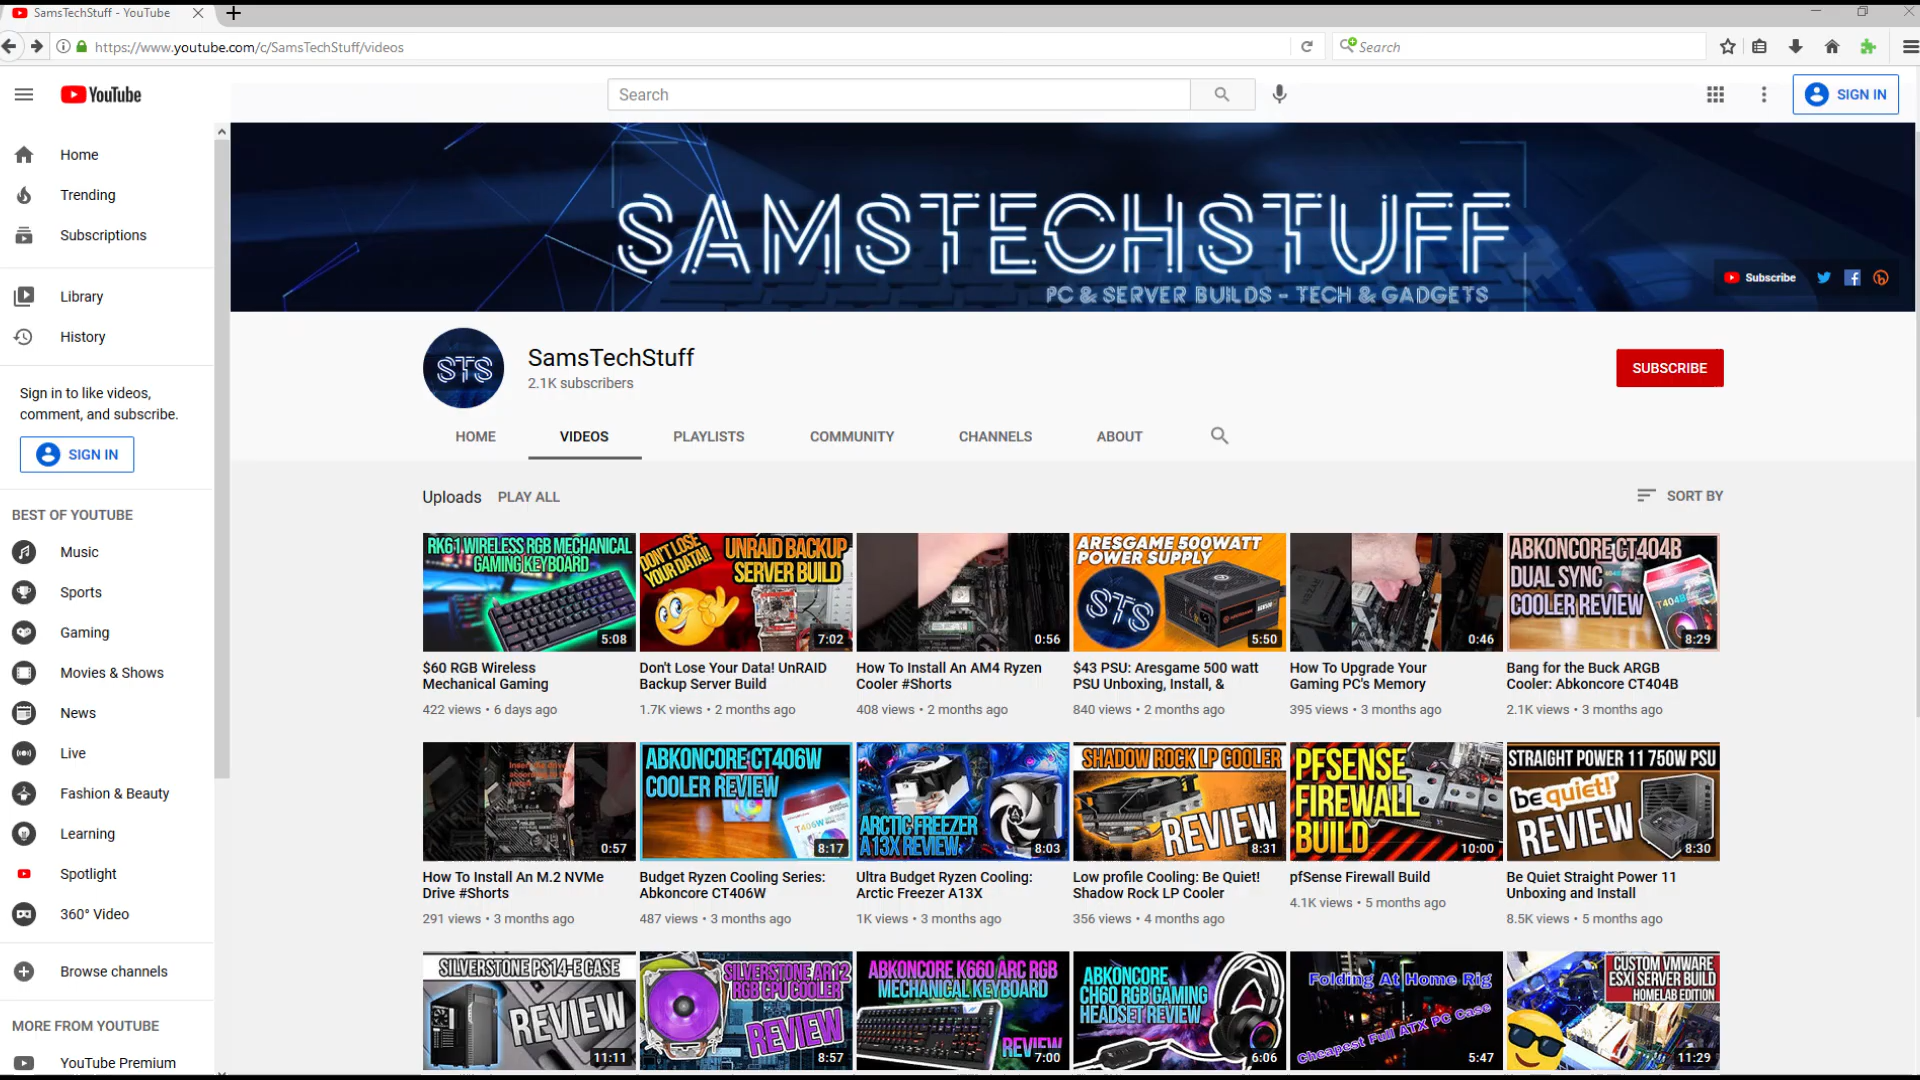 SamsTechStuff - YouTube
https://www.youtube.com/c/SamsTechStuff/videos
Search
YouTube
Search
SIGN IN
Home
Trending
Subscriptions
Library
History
Sign in to like videos,
comment, and subscribe.
SIGN IN
BEST OF YOUTUBE
Music
Sports
Gaming
Movies & Shows
News
Live
Fashion & Beauty
Learning
Spotlight
360° Video
Browse channels
MORE FROM YOUTUBE
YouTube Premium
SAMSTECHSTUFF
PC & SERVER BUILDS - TECH & GADGETS
Subscribe
STS
SamsTechStuff
2.1K subscribers
SUBSCRIBE
HOME
VIDEOS
PLAYLISTS
COMMUNITY
CHANNELS
ABOUT
Uploads
PLAY ALL
SORT BY
RK61 WIRELESS RGB MECHANICAL
GAMING KEYBOARD
5:08
$60 RGB Wireless
Mechanical Gaming
422 views • 6 days ago
DON'T LOSE
YOUR DATA!!
UNRAID BACKUP
SERVER BUILD
7:02
Don't Lose Your Data! UnRAID
Backup Server Build
1.7K views • 2 months ago
0:56
How To Install An AM4 Ryzen
Cooler #Shorts
408 views • 2 months ago
ARESGAME 500WATT
POWER SUPPLY
STS
5:50
$43 PSU: Aresgame 500 watt
PSU Unboxing, Install, &
840 views • 2 months ago
0:46
How To Upgrade Your
Gaming PC's Memory
395 views • 3 months ago
ABKONCORE CT404B
DUAL SYNC
COOLER REVIEW
T404B
8:29
Bang for the Buck ARGB
Cooler: Abkoncore CT404B
2.1K views • 3 months ago
0:57
How To Install An M.2 NVMe
Drive #Shorts
291 views • 3 months ago
ABKONCORE CT406W
COOLER REVIEW
T406W
8:17
Budget Ryzen Cooling Series:
Abkoncore CT406W
487 views • 3 months ago
ARCTIC FREEZER
A13X REVIEW
8:03
Ultra Budget Ryzen Cooling:
Arctic Freezer A13X
1K views • 3 months ago
SHADOW ROCK LP COOLER
REVIEW
8:31
Low profile Cooling: Be Quiet!
Shadow Rock LP Cooler
356 views • 4 months ago
PFSENSE
FIREWALL
BUILD
10:00
pfSense Firewall Build
4.1K views • 5 months ago
STRAIGHT POWER 11 750W PSU
be quiet!
REVIEW
8:30
Be Quiet Straight Power 11
Unboxing and Install
8.5K views • 5 months ago
SILVERSTONE PS14-E CASE
REVIEW
11:11
SILVERSTONE AR12
RGB CPU COOLER
REVIEW
8:57
ABKONCORE K660 ARC RGB
MECHANICAL KEYBOARD
REVIEW
7:00
ABKONCORE
CH60 RGB GAMING
HEADSET REVIEW
6:06
Folding At Home Rig
Cheapest Full ATX PC Case
5:47
CUSTOM VMWARE
ESXI SERVER BUILD
HOMELAB EDITION
11:29